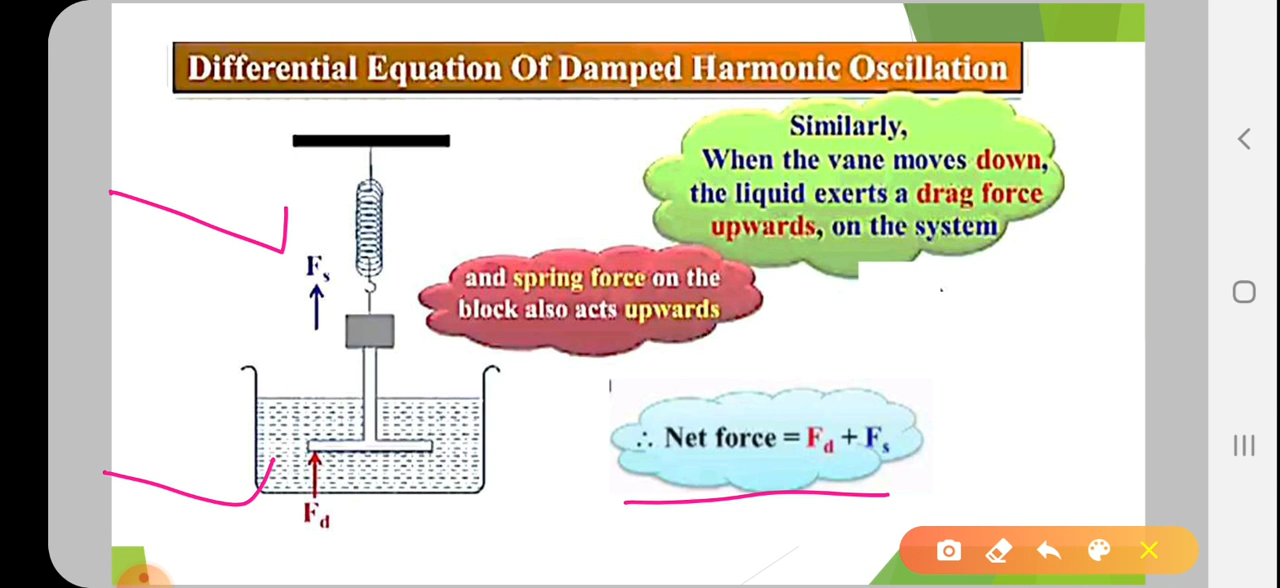 Differential Equation Of Damped Harmonic Oscillation
Similarly,
When the vane moves down,
the liquid exerts a drag force
upwards, on the system
Fs
and spring force on the
block also acts upwards
∴ Net force = Fd + Fs
Fd